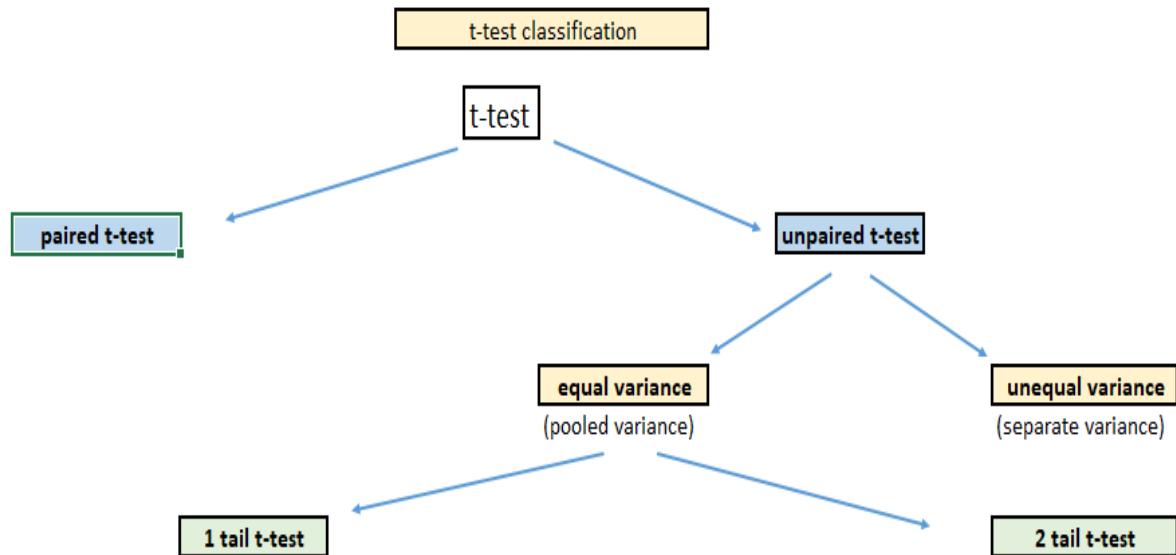 t-test classification
t-test
paired t-test
unpaired t-test
equal variance
unequal variance
(pooled variance)
(separate variance)
1 tail t-test
2 tail t-test